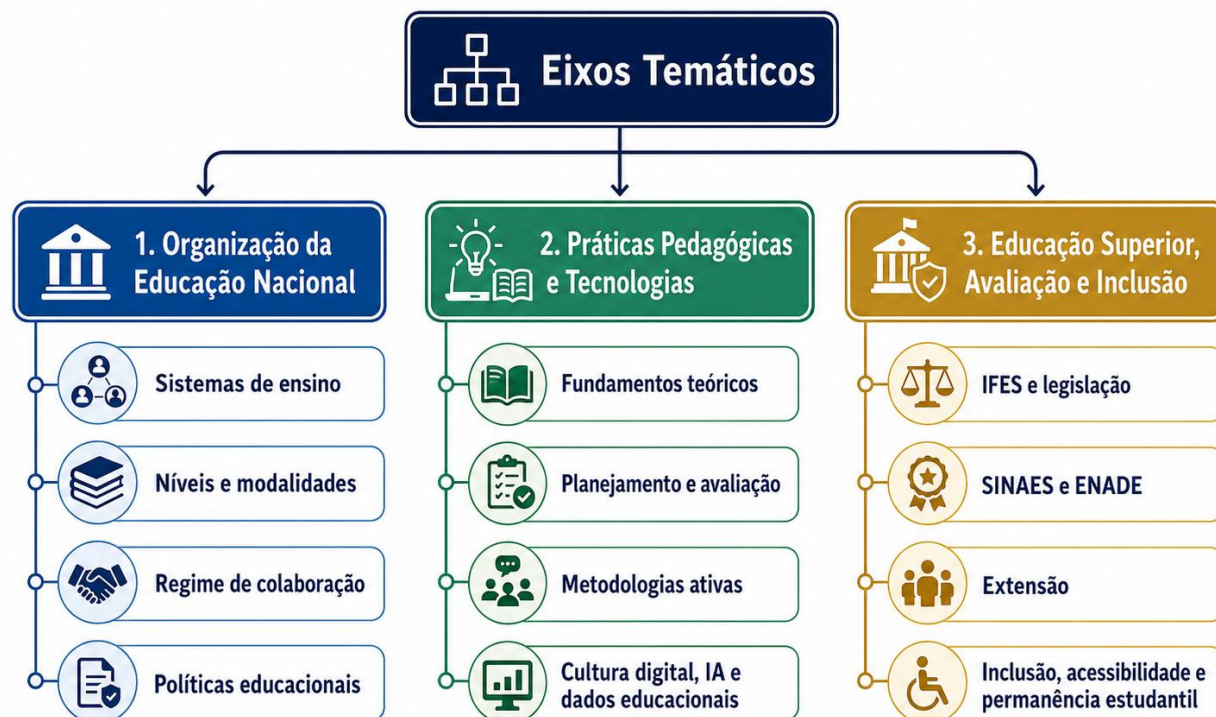 Eixos Temáticos
1. Organização da
Educação Nacional
Sistemas de ensino
Níveis e modalidades
Regime de colaboração
Políticas educacionais
2. Práticas Pedagógicas
e Tecnologias
Fundamentos teóricos
Planejamento e avaliação
Metodologias ativas
Cultura digital, IA e
dados educacionais
3. Educação Superior,
Avaliação e Inclusão
IFES e legislação
SINAES e ENADE
Extensão
Inclusão, acessibilidade e
permanência estudantil